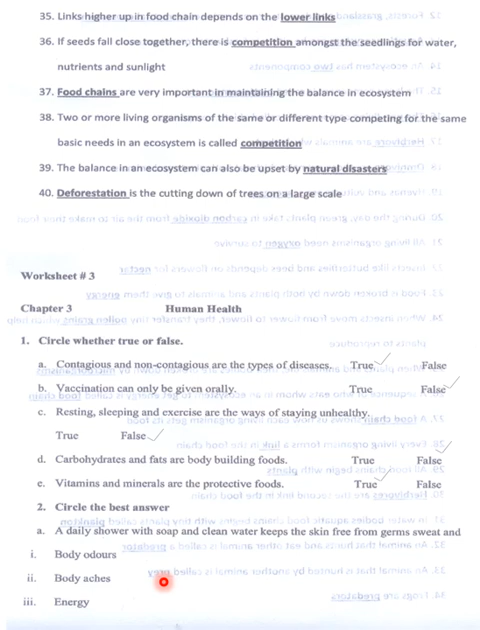 35. Links higher up in food chain depends on the lower links
36. If seeds fall close together, there is competition amongst the seedlings for water,
nutrients and sunlight
37. Food chains are very important in maintaining the balance in ecosystem
38. Two or more living organisms of the same or different type competing for the same
basic needs in an ecosystem is called competition
39. The balance in an ecosystem can also be upset by natural disasters
40. Deforestation is the cutting down of trees on a large scale
Worksheet # 3
Chapter 3 Human Health
1. Circle whether true or false.
a. Contagious and non-contagious are the types of diseases. True False
b. Vaccination can only be given orally. True False
c. Resting, sleeping and exercise are the ways of staying unhealthy.
True False
d. Carbohydrates and fats are body building foods. True False
e. Vitamins and minerals are the protective foods. True False
2. Circle the best answer
a. A daily shower with soap and clean water keeps the skin free from germs sweat and
i. Body odours
ii. Body aches
iii. Energy